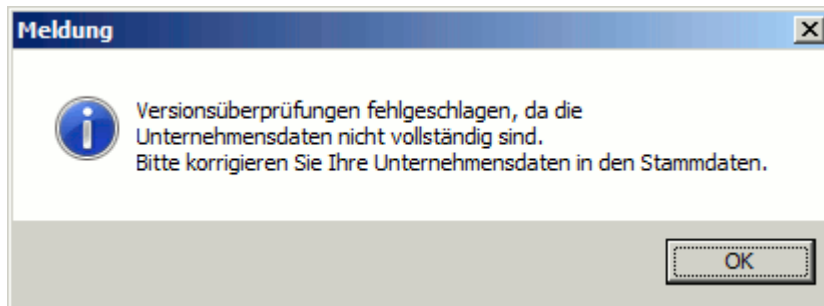 Meldung
Versionsüberprüfungen fehlgeschlagen, da die
Unternehmensdaten nicht vollständig sind.
Bitte korrigieren Sie Ihre Unternehmensdaten in den Stammdaten.
OK